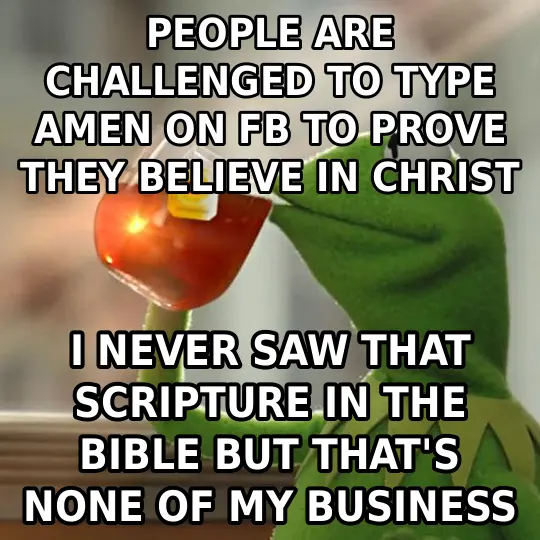 PEOPLE ARE
CHALLENGED TO TYPE
AMEN ON FB TO PROVE
THEY BELIEVE IN CHRIST
I NEVER SAW THAT
SCRIPTURE IN THE
BIBLE BUT THAT'S
NONE OF MY BUSINESS